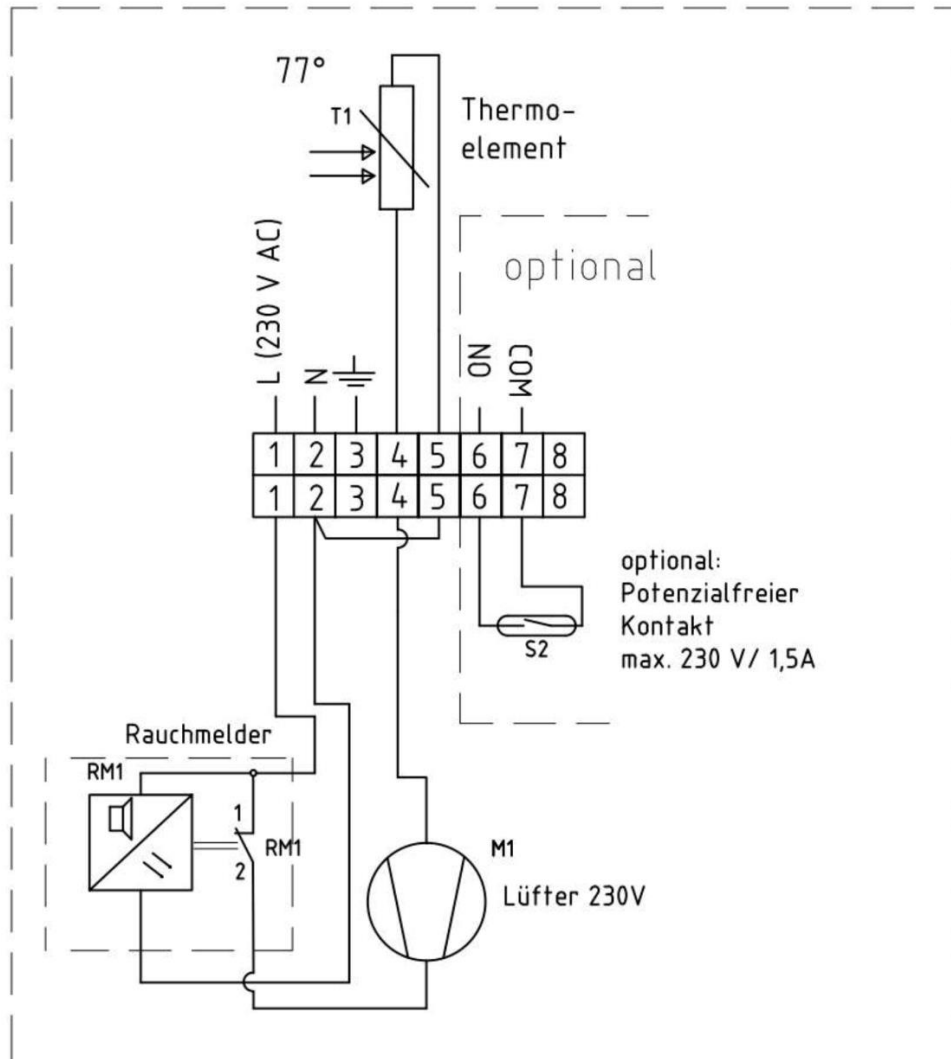 77°
T1
Thermo-
element
optional
L (230 V AC)
N
NO
COM
1 2 3 4 5 6 7 8
1 2 3 4 5 6 7 8
optional:
Potenzialfreier
Kontakt
max. 230 V/ 1,5A
S2
Rauchmelder
RM1
1
RM1
2
M1
Lüfter 230V